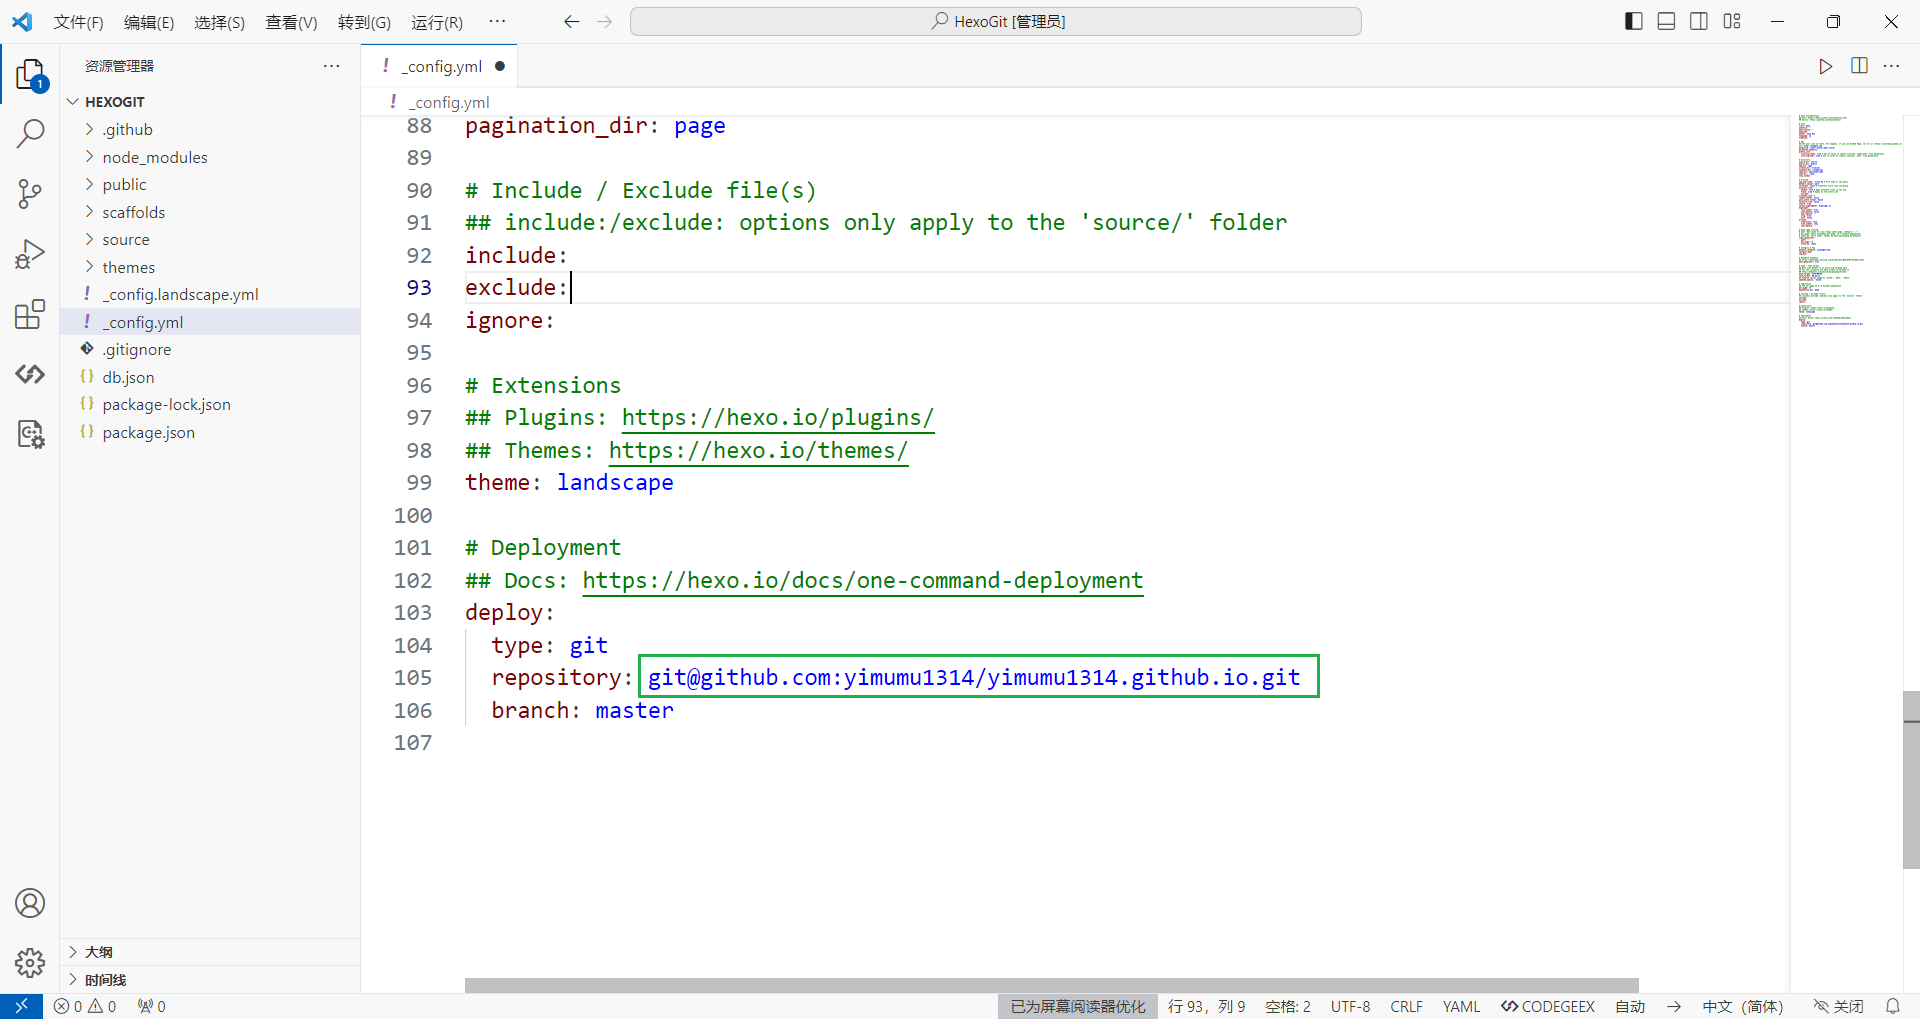 文件(F) 编辑(E) 选择(S) 查看(V) 转到(G) 运行(R) ··· HexoGit [管理员]
资源管理器 ···
! _config.yml ●
! _config.yml
HEXOGIT
.github
node_modules
public
scaffolds
source
themes
! _config.landscape.yml
! _config.yml
.gitignore
{} db.json
{} package-lock.json
{} package.json
大纲
时间线
1
88 pagination_dir: page
89
90 # Include / Exclude file(s)
91 ## include:/exclude: options only apply to the 'source/' folder
92 include:
93 exclude:
94 ignore:
95
96 # Extensions
97 ## Plugins: https://hexo.io/plugins/
98 ## Themes: https://hexo.io/themes/
99 theme: landscape
100
101 # Deployment
102 ## Docs: https://hexo.io/docs/one-command-deployment
103 deploy:
104   type: git
105   repository: git@github.com:yimumu1314/yimumu1314.github.io.git
106   branch: master
107
0 0 0 已为屏幕阅读器优化 行 93，列 9 空格: 2 UTF-8 CRLF YAML CODEGEEX 自动 → 中文（简体） 关闭